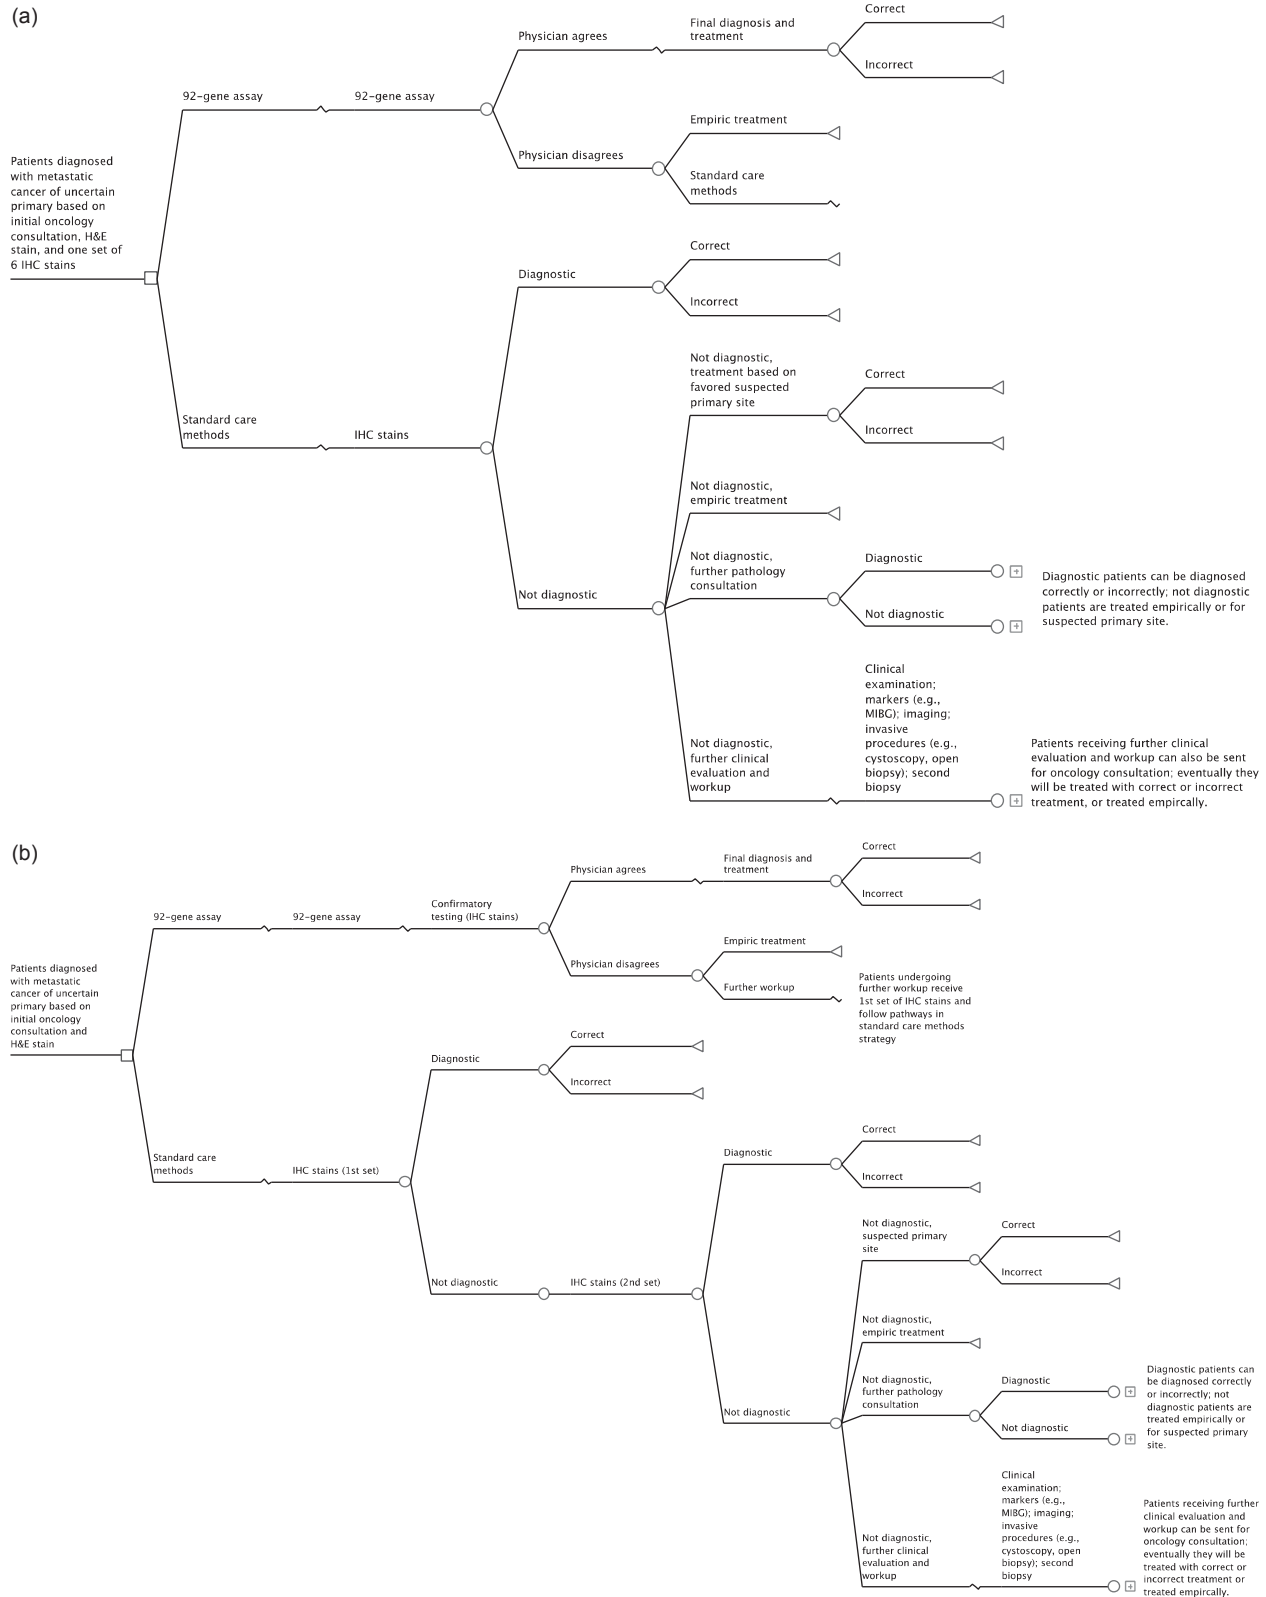 (a)
Correct
Final diagnosis and
treatment
Physician agrees
Incorrect
92-gene assay
92-gene assay
Empiric treatment
Physician disagrees
Standard care
methods
Patients diagnosed
with metastatic
cancer of uncertain
primary based on
initial oncology
consultation, H&E
stain, and one set of
6 IHC stains
Correct
Diagnostic
Incorrect
Not diagnostic,
treatment based on
favored suspected
primary site
Correct
Incorrect
Standard care
methods
IHC stains
Not diagnostic,
empiric treatment
Not diagnostic,
further pathology
consultation
Diagnostic
Not diagnostic
Diagnostic patients can be diagnosed
correctly or incorrectly; not diagnostic
patients are treated empirically or for
suspected primary site.
Not diagnostic
Clinical
examination;
markers (e.g.,
MIBG); imaging;
invasive
procedures (e.g.,
cystoscopy, open
biopsy); second
biopsy
Not diagnostic,
further clinical
evaluation and
workup
Patients receiving further clinical
evaluation and workup can also be sent
for oncology consultation; eventually they
will be treated with correct or incorrect
treatment, or treated empircally.
(b)
Correct
Final diagnosis and
treatment
Physician agrees
Incorrect
92-gene assay
92-gene assay
Confirmatory
testing (IHC stains)
Empiric treatment
Physician disagrees
Further workup
Patients undergoing
further workup receive
1st set of IHC stains and
follow pathways in
standard care methods
strategy
Patients diagnosed
with metastatic
cancer of uncertain
primary based on
initial oncology
consultation and
H&E stain
Correct
Diagnostic
Incorrect
Standard care
methods
IHC stains (1st set)
Correct
Diagnostic
Incorrect
Not diagnostic,
suspected primary
site
Correct
Incorrect
Not diagnostic
IHC stains (2nd set)
Not diagnostic,
empiric treatment
Not diagnostic,
further pathology
consultation
Diagnostic
Not diagnostic
Diagnostic patients can
be diagnosed correctly
or incorrectly; not
diagnostic patients are
treated empirically or
for suspected primary
site.
Not diagnostic
Clinical
examination;
markers (e.g.,
MIBG); imaging;
invasive
procedures (e.g.,
cystoscopy, open
biopsy); second
biopsy
Not diagnostic,
further clinical
evaluation and
workup
Patients receiving further
clinical evaluation and
workup can be sent for
oncology consultation;
eventually they will be
treated with correct or
incorrect treatment or
treated empircally.